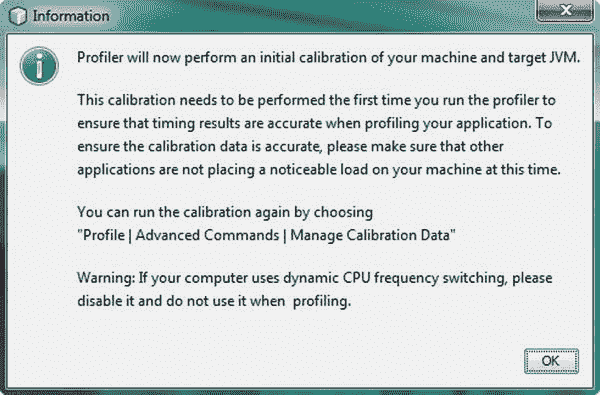 Information
Profiler will now perform an initial calibration of your machine and target JVM.
This calibration needs to be performed the first time you run the profiler to
ensure that timing results are accurate when profiling your application. To
ensure the calibration data is accurate, please make sure that other
applications are not placing a noticeable load on your machine at this time.
You can run the calibration again by choosing
"Profile | Advanced Commands | Manage Calibration Data"
Warning: If your computer uses dynamic CPU frequency switching, please
disable it and do not use it when  profiling.
OK